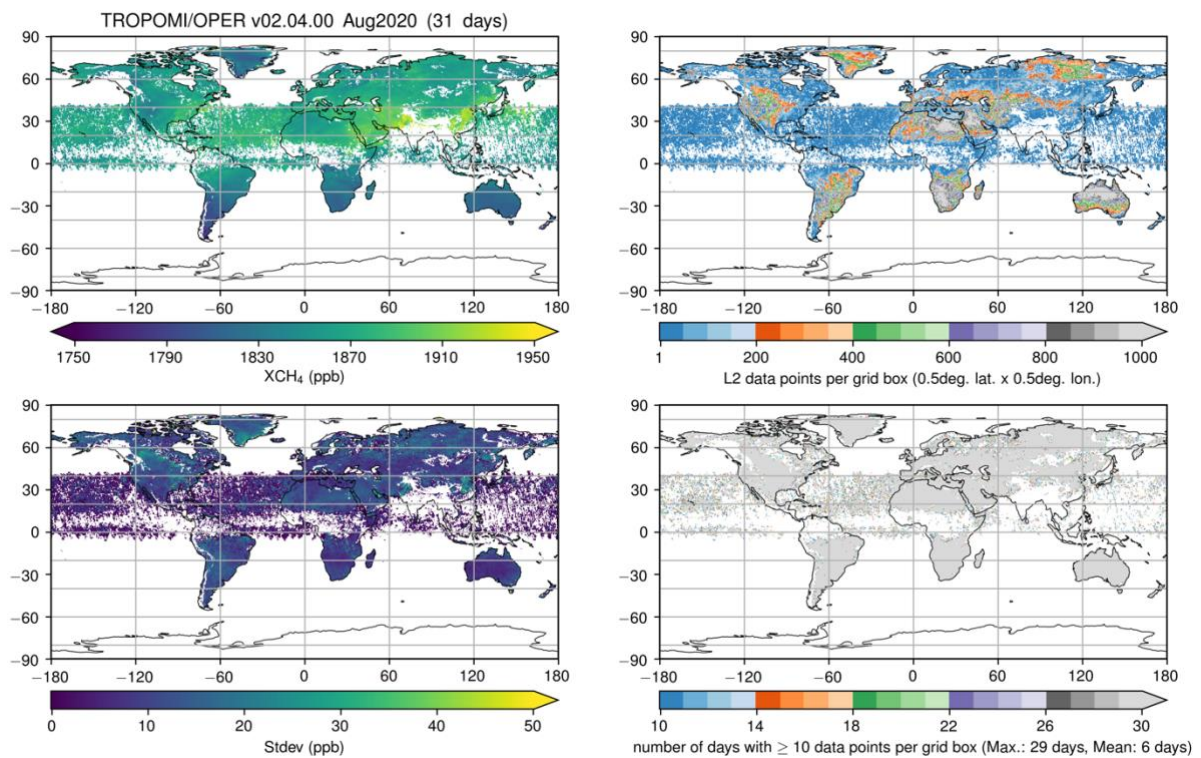 TROPOMI/OPER v02.04.00 Aug2020 (31 days)
90
60
30
0
−30
−60
−90
−180 −120 −60 0 60 120 180
1750 1790 1830 1870 1910 1950
XCH₄ (ppb)
90
60
30
0
−30
−60
−90
−180 −120 −60 0 60 120 180
1 200 400 600 800 1000
L2 data points per grid box (0.5deg. lat. x 0.5deg. lon.)
90
60
30
0
−30
−60
−90
−180 −120 −60 0 60 120 180
0 10 20 30 40 50
Stdev (ppb)
90
60
30
0
−30
−60
−90
−180 −120 −60 0 60 120 180
10 14 18 22 26 30
number of days with ≥ 10 data points per grid box (Max.: 29 days, Mean: 6 days)